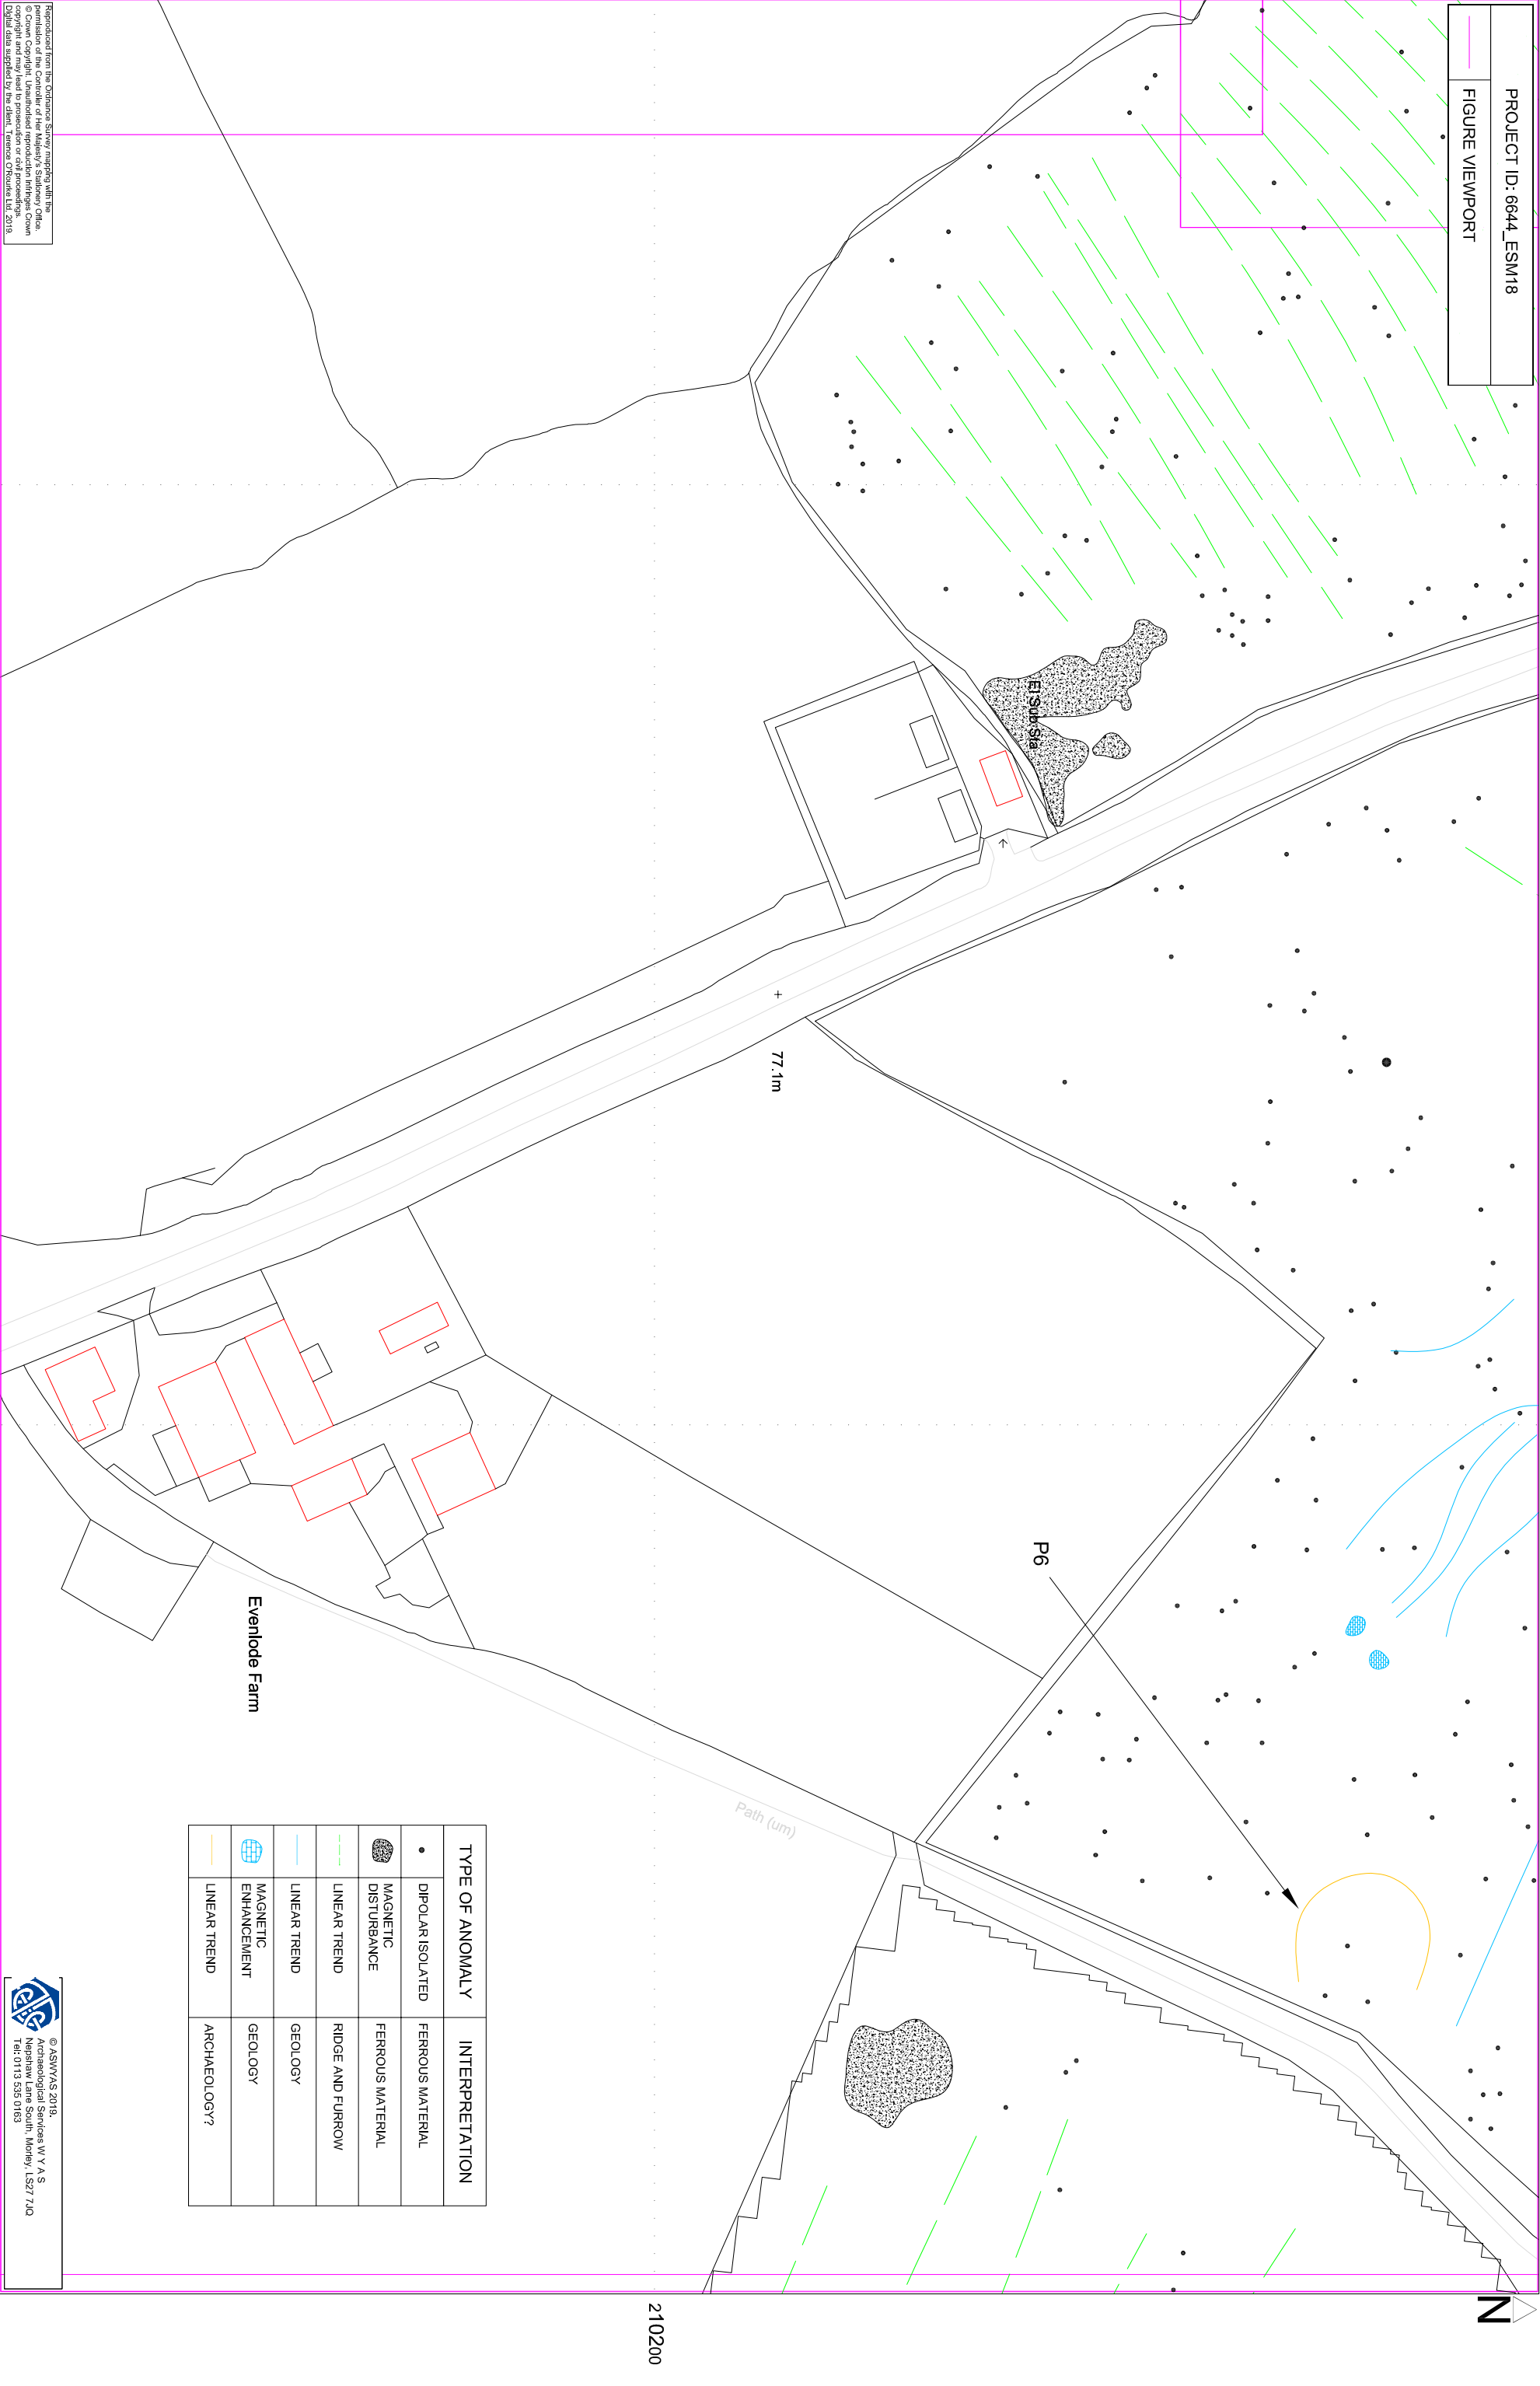 PROJECT ID: 6644_ESM18
FIGURE VIEWPORT
El Sub Sta
77.1m
P6
Evenlode Farm
Path (um)
TYPE OF ANOMALY INTERPRETATION
DIPOLAR ISOLATED FERROUS MATERIAL
MAGNETIC
DISTURBANCE FERROUS MATERIAL
LINEAR TREND RIDGE AND FURROW
LINEAR TREND GEOLOGY
MAGNETIC
ENHANCEMENT GEOLOGY
LINEAR TREND ARCHAEOLOGY?
N
210200
Reproduced from the Ordnance Survey mapping with the
permission of the Controller of Her Majesty's Stationery Office.
© Crown Copyright. Unauthorised reproduction infringes Crown
copyright and may lead to prosecution or civil proceedings.
Digital data supplied by the client, Terence O'Rourke Ltd, 2019.
© ASWYAS 2019.
Archaeological Services W Y A S
Nepshaw Lane South, Morley, LS27 7JQ
Tel: 0113 535 0163